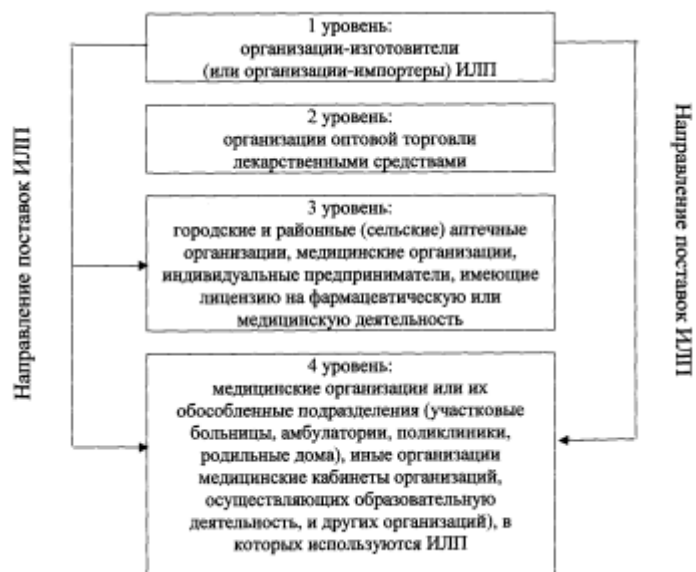 1 уровень:
организации-изготовители
(или организации-импортеры) ИЛП
2 уровень:
организации оптовой торговли
лекарственными средствами
3 уровень:
городские и районные (сельские) аптечные
организации, медицинские организации,
индивидуальные предприниматели, имеющие
лицензию на фармацевтическую или
медицинскую деятельность
4 уровень:
медицинские организации или их
обособленные подразделения (участковые
больницы, амбулатории, поликлиники,
родильные дома), иные организации
медицинские кабинеты организаций,
осуществляющих образовательную
деятельность, и других организаций), в
которых используются ИЛП
Направление поставок ИЛП
Направление поставок ИЛП